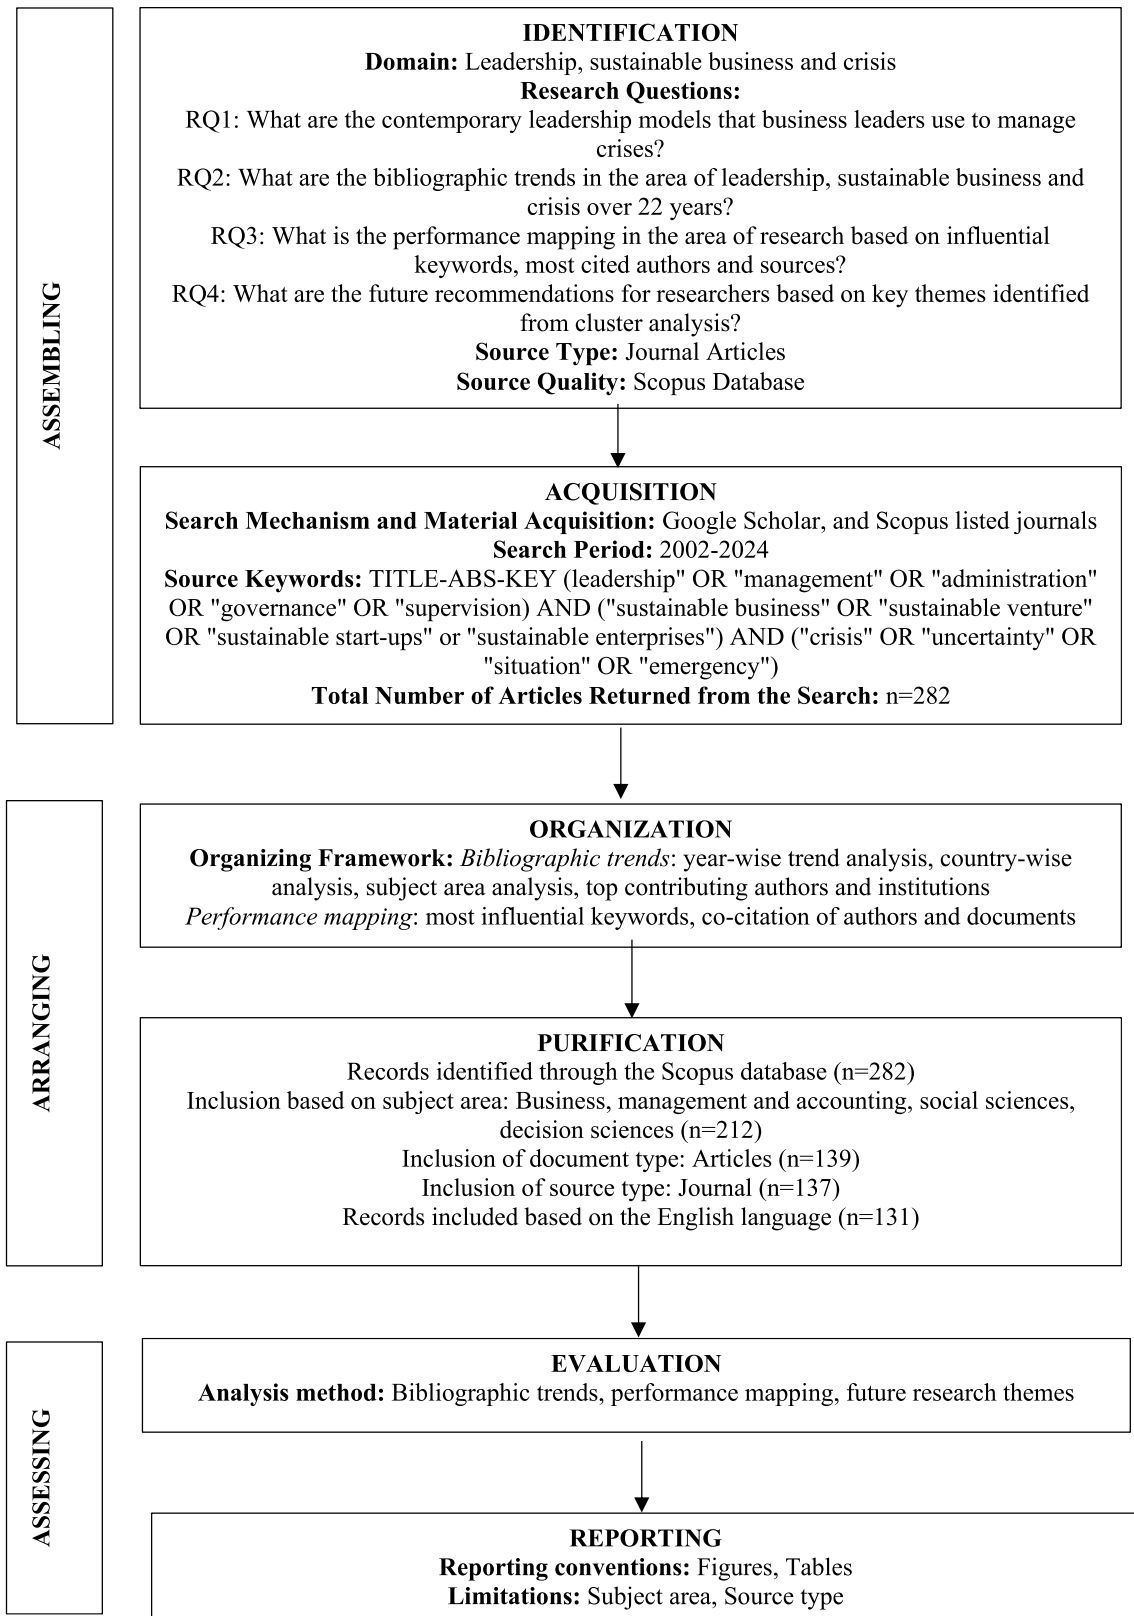 ASSEMBLING
IDENTIFICATION
Domain: Leadership, sustainable business and crisis
Research Questions:
RQ1: What are the contemporary leadership models that business leaders use to manage
crises?
RQ2: What are the bibliographic trends in the area of leadership, sustainable business and
crisis over 22 years?
RQ3: What is the performance mapping in the area of research based on influential
keywords, most cited authors and sources?
RQ4: What are the future recommendations for researchers based on key themes identified
from cluster analysis?
Source Type: Journal Articles
Source Quality: Scopus Database
ACQUISITION
Search Mechanism and Material Acquisition: Google Scholar, and Scopus listed journals
Search Period: 2002-2024
Source Keywords: TITLE-ABS-KEY (leadership" OR "management" OR "administration"
OR "governance" OR "supervision) AND ("sustainable business" OR "sustainable venture"
OR "sustainable start-ups" or "sustainable enterprises") AND ("crisis" OR "uncertainty" OR
"situation" OR "emergency")
Total Number of Articles Returned from the Search: n=282
ARRANGING
ORGANIZATION
Organizing Framework: Bibliographic trends: year-wise trend analysis, country-wise
analysis, subject area analysis, top contributing authors and institutions
Performance mapping: most influential keywords, co-citation of authors and documents
PURIFICATION
Records identified through the Scopus database (n=282)
Inclusion based on subject area: Business, management and accounting, social sciences,
decision sciences (n=212)
Inclusion of document type: Articles (n=139)
Inclusion of source type: Journal (n=137)
Records included based on the English language (n=131)
ASSESSING
EVALUATION
Analysis method: Bibliographic trends, performance mapping, future research themes
REPORTING
Reporting conventions: Figures, Tables
Limitations: Subject area, Source type